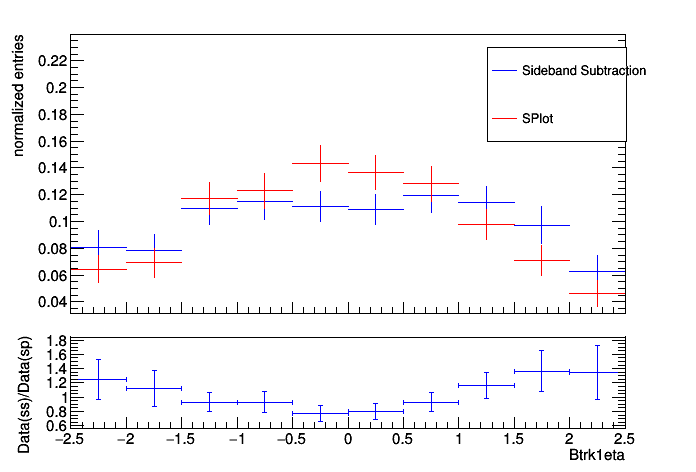 normalized entries
0.22
0.2
0.18
0.16
0.14
0.12
0.1
0.08
0.06
0.04
Sideband Subtraction
SPlot
Data(ss)/Data(sp)
1.8
1.6
1.4
1.2
1
0.8
0.6
−2.5 −2 −1.5 −1 −0.5 0 0.5 1 1.5 2 2.5
Btrk1eta